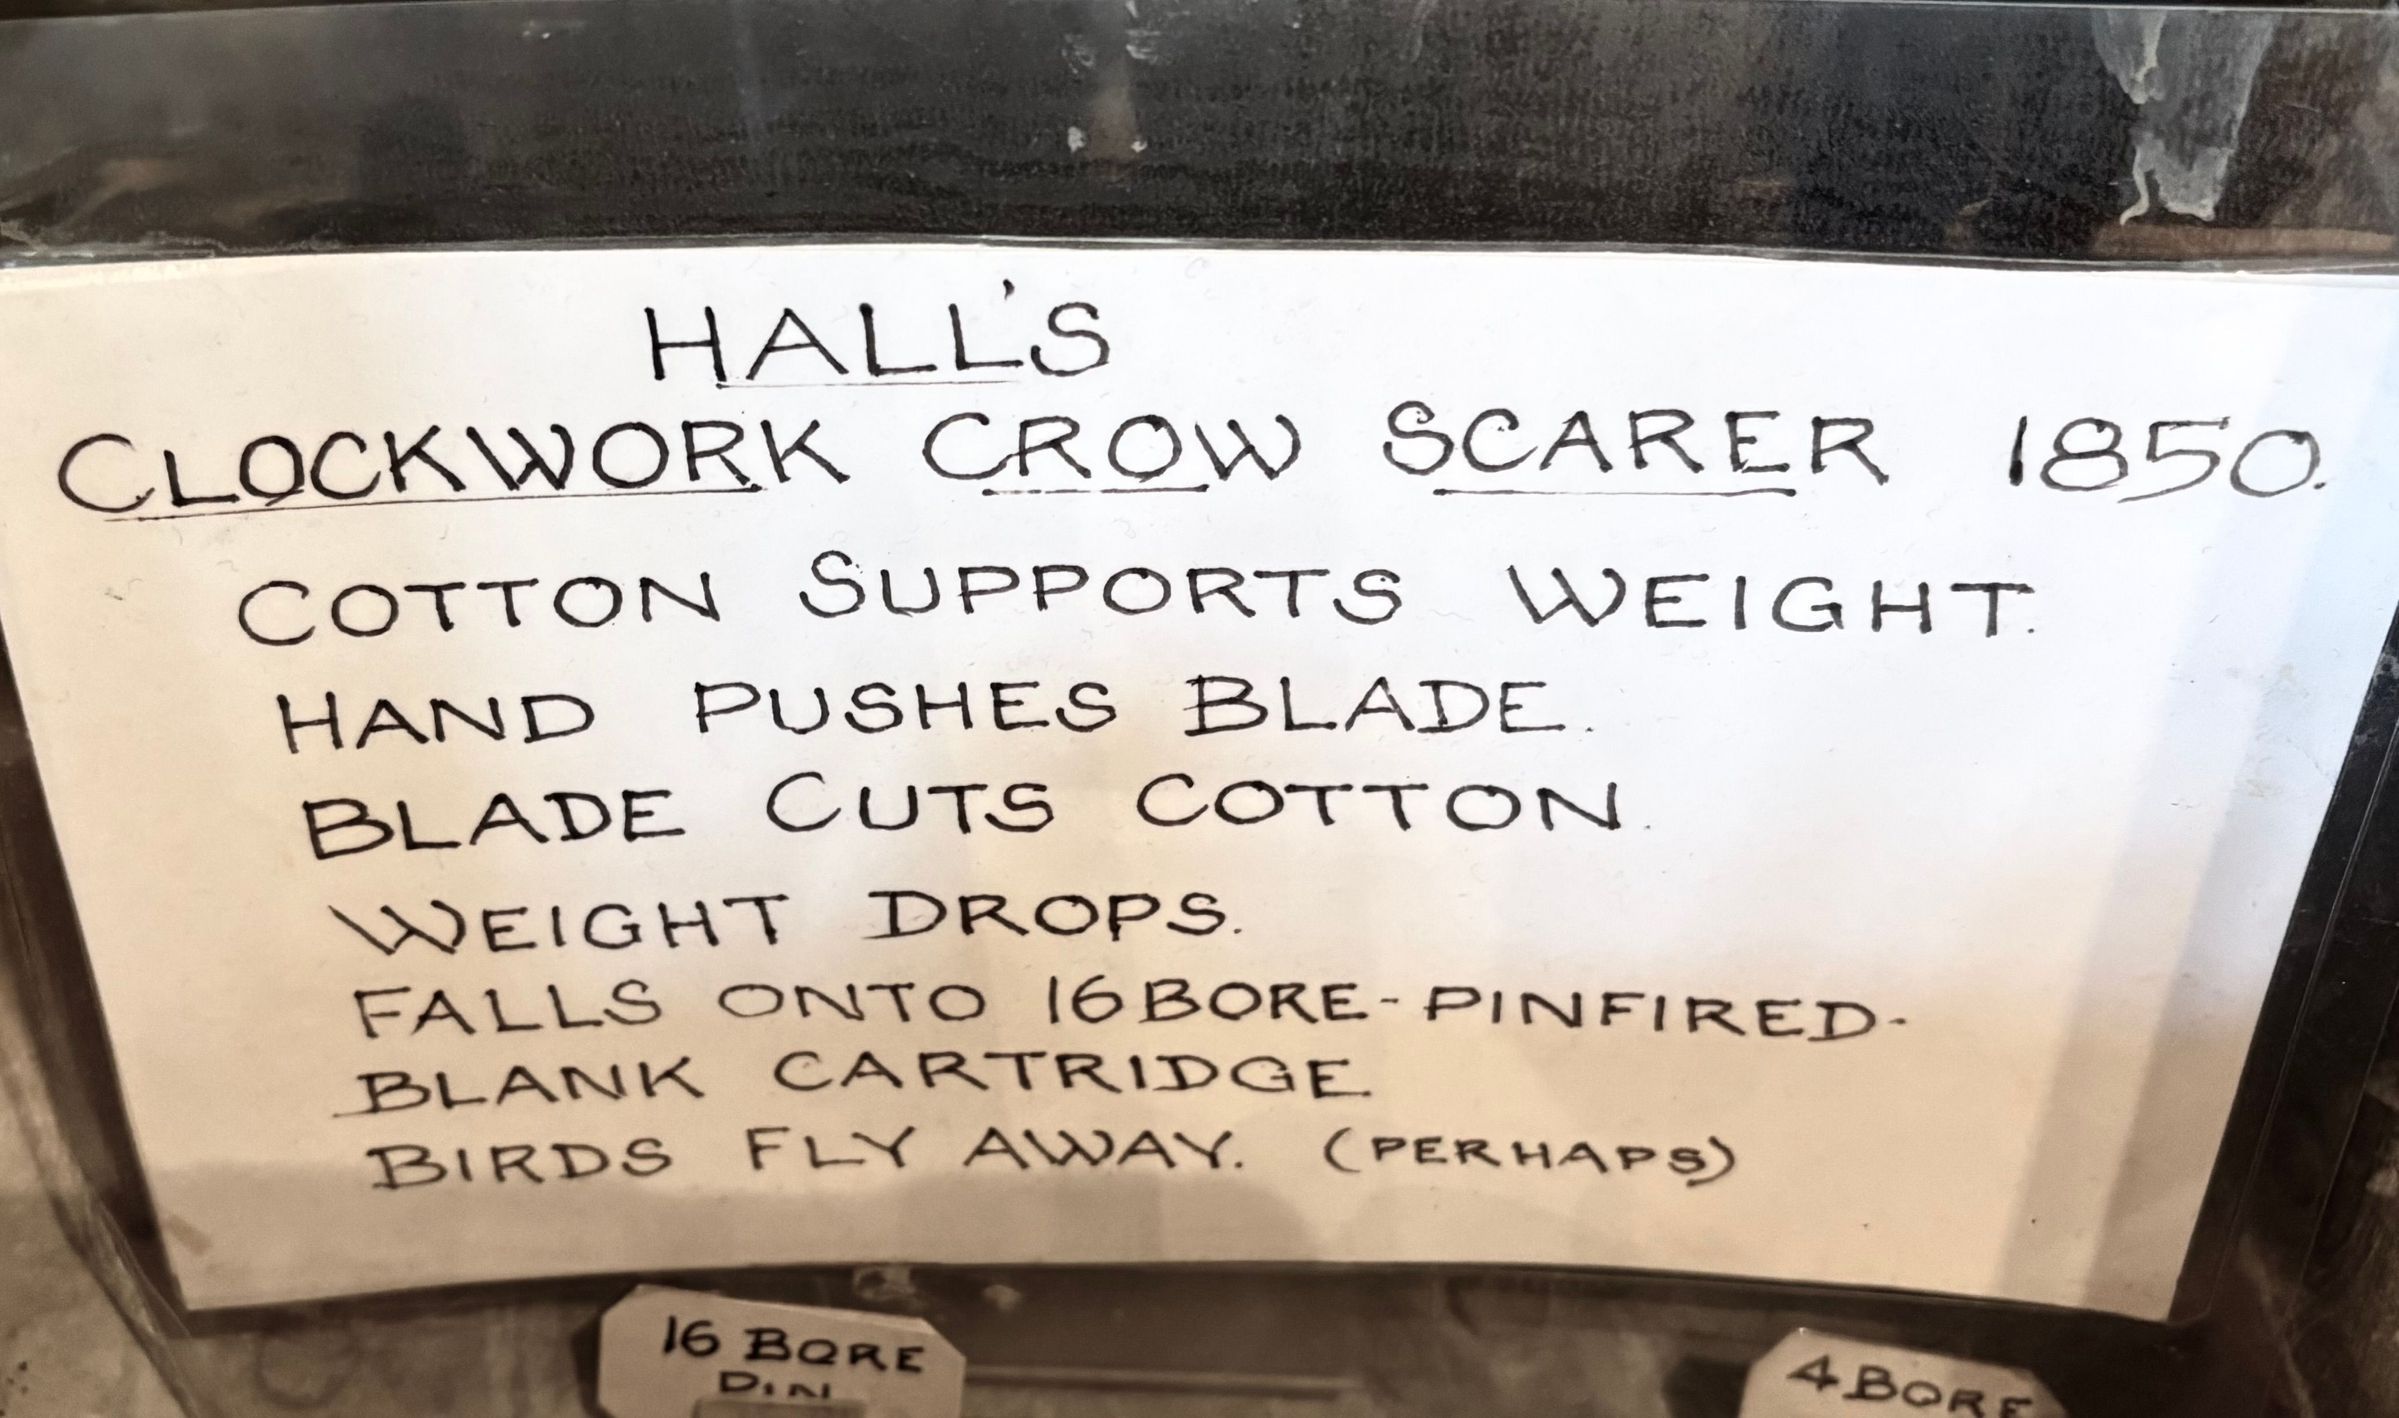 HALL'S
CLOCKWORK CROW SCARER 1850.
COTTON SUPPORTS WEIGHT.
HAND PUSHES BLADE.
BLADE CUTS COTTON.
WEIGHT DROPS.
FALLS ONTO 16 BORE-PINFIRED-
BLANK CARTRIDGE
BIRDS FLY AWAY. (PERHAPS)
16 BORE
4 BORE